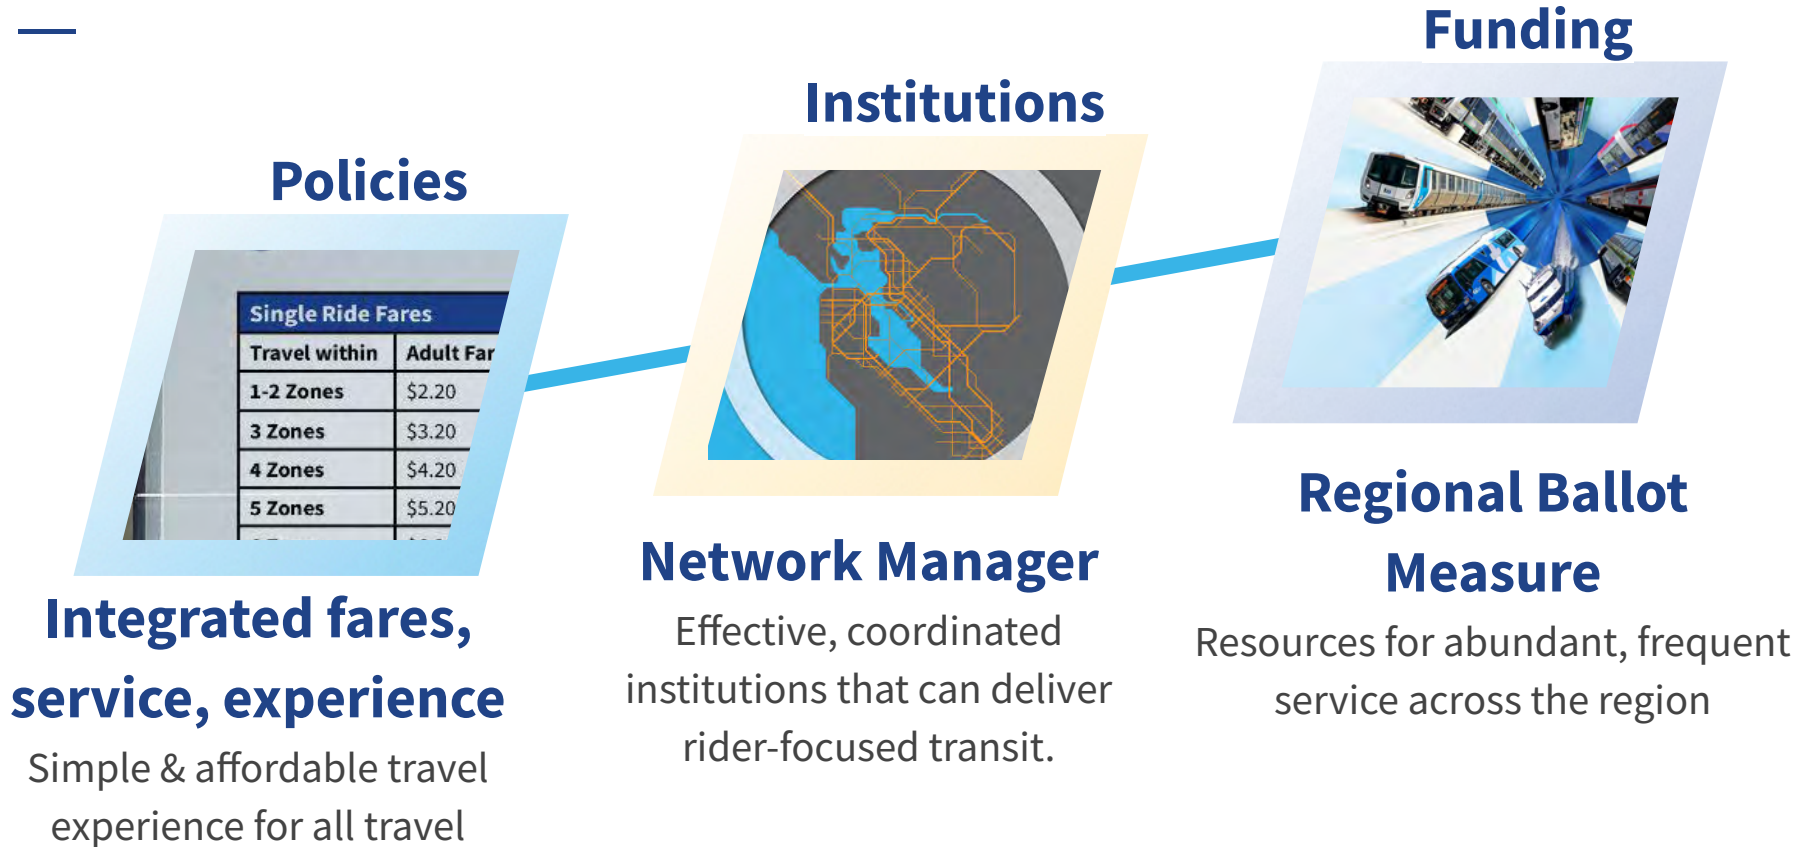 Policies
Single Ride Fares
Travel within Adult
1-2 Zones $2.20
3 Zones $3.20
4 Zones $4.20
5 Zones $5.20
Integrated fares,
service, experience
Simple & affordable travel
experience for all travel
Institutions
Network Manager
Effective, coordinated
institutions that can deliver
rider-focused transit.
Funding
Regional Ballot
Measure
Resources for abundant, frequent
service across the region